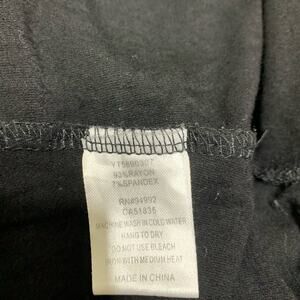 YT5890307
93%RAYON
7%SPANDEX
RN#94992
CA51835
MACHINE WASH IN COLD WATER
HANG TO DRY
DO NOT USE BLEACH
IRON WITH MEDIUM HEAT
MADE IN CHINA